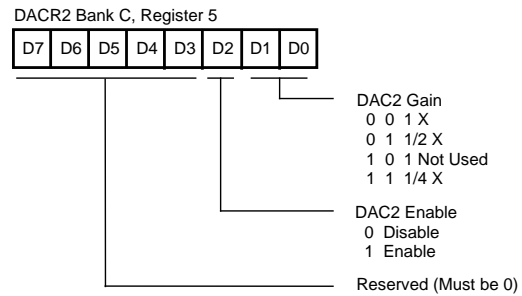 DACR2 Bank C, Register 5
D7 D6 D5 D4 D3 D2 D1 D0
DAC2 Gain
0 0 1 X
0 1 1/2 X
1 0 1 Not Used
1 1 1/4 X
DAC2 Enable
0 Disable
1 Enable
Reserved (Must be 0)